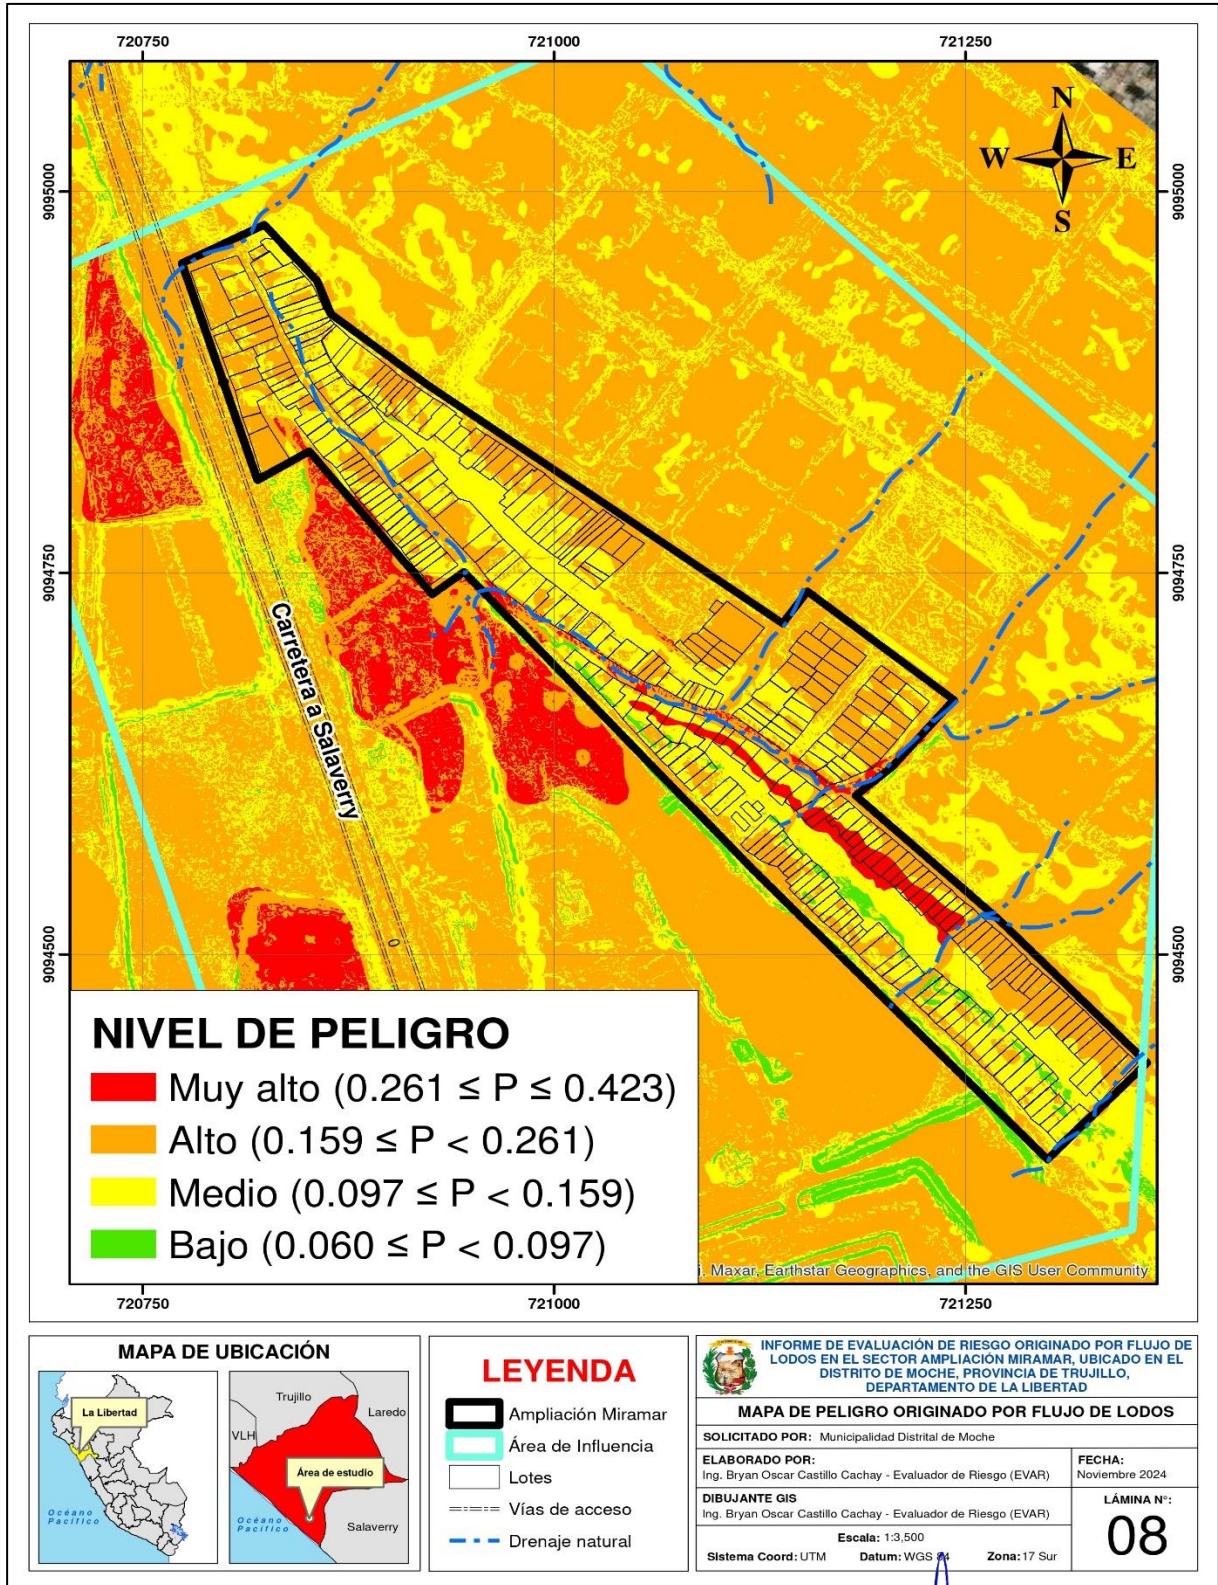 720750
721000
721250
9095000
9095000
N
W
E
S
9094750
9094750
Carretera a Salaverry
9094500
9094500
NIVEL DE PELIGRO
Muy alto (0.261 ≤ P ≤ 0.423)
Alto (0.159 ≤ P < 0.261)
Medio (0.097 ≤ P < 0.159)
Bajo (0.060 ≤ P < 0.097)
, Maxar, Earthstar Geographics, and the GIS User Community
720750
721000
721250
MAPA DE UBICACIÓN
La Libertad
Océano
Pacífico
Trujillo
Laredo
VLH
Área de estudio
Océano
Pacífico
Salaverry
LEYENDA
Ampliación Miramar
Área de Influencia
Lotes
Vías de acceso
Drenaje natural
INFORME DE EVALUACIÓN DE RIESGO ORIGINADO POR FLUJO DE
LODOS EN EL SECTOR AMPLIACIÓN MIRAMAR, UBICADO EN EL
DISTRITO DE MOCHE, PROVINCIA DE TRUJILLO,
DEPARTAMENTO DE LA LIBERTAD
MAPA DE PELIGRO ORIGINADO POR FLUJO DE LODOS
SOLICITADO POR: Municipalidad Distrital de Moche
ELABORADO POR:
Ing. Bryan Oscar Castillo Cachay - Evaluador de Riesgo (EVAR)
FECHA:
Noviembre 2024
DIBUJANTE GIS
Ing. Bryan Oscar Castillo Cachay - Evaluador de Riesgo (EVAR)
LÁMINA N°:
08
Escala: 1:3,500
Sistema Coord: UTM Datum: WGS 84 Zona: 17 Sur